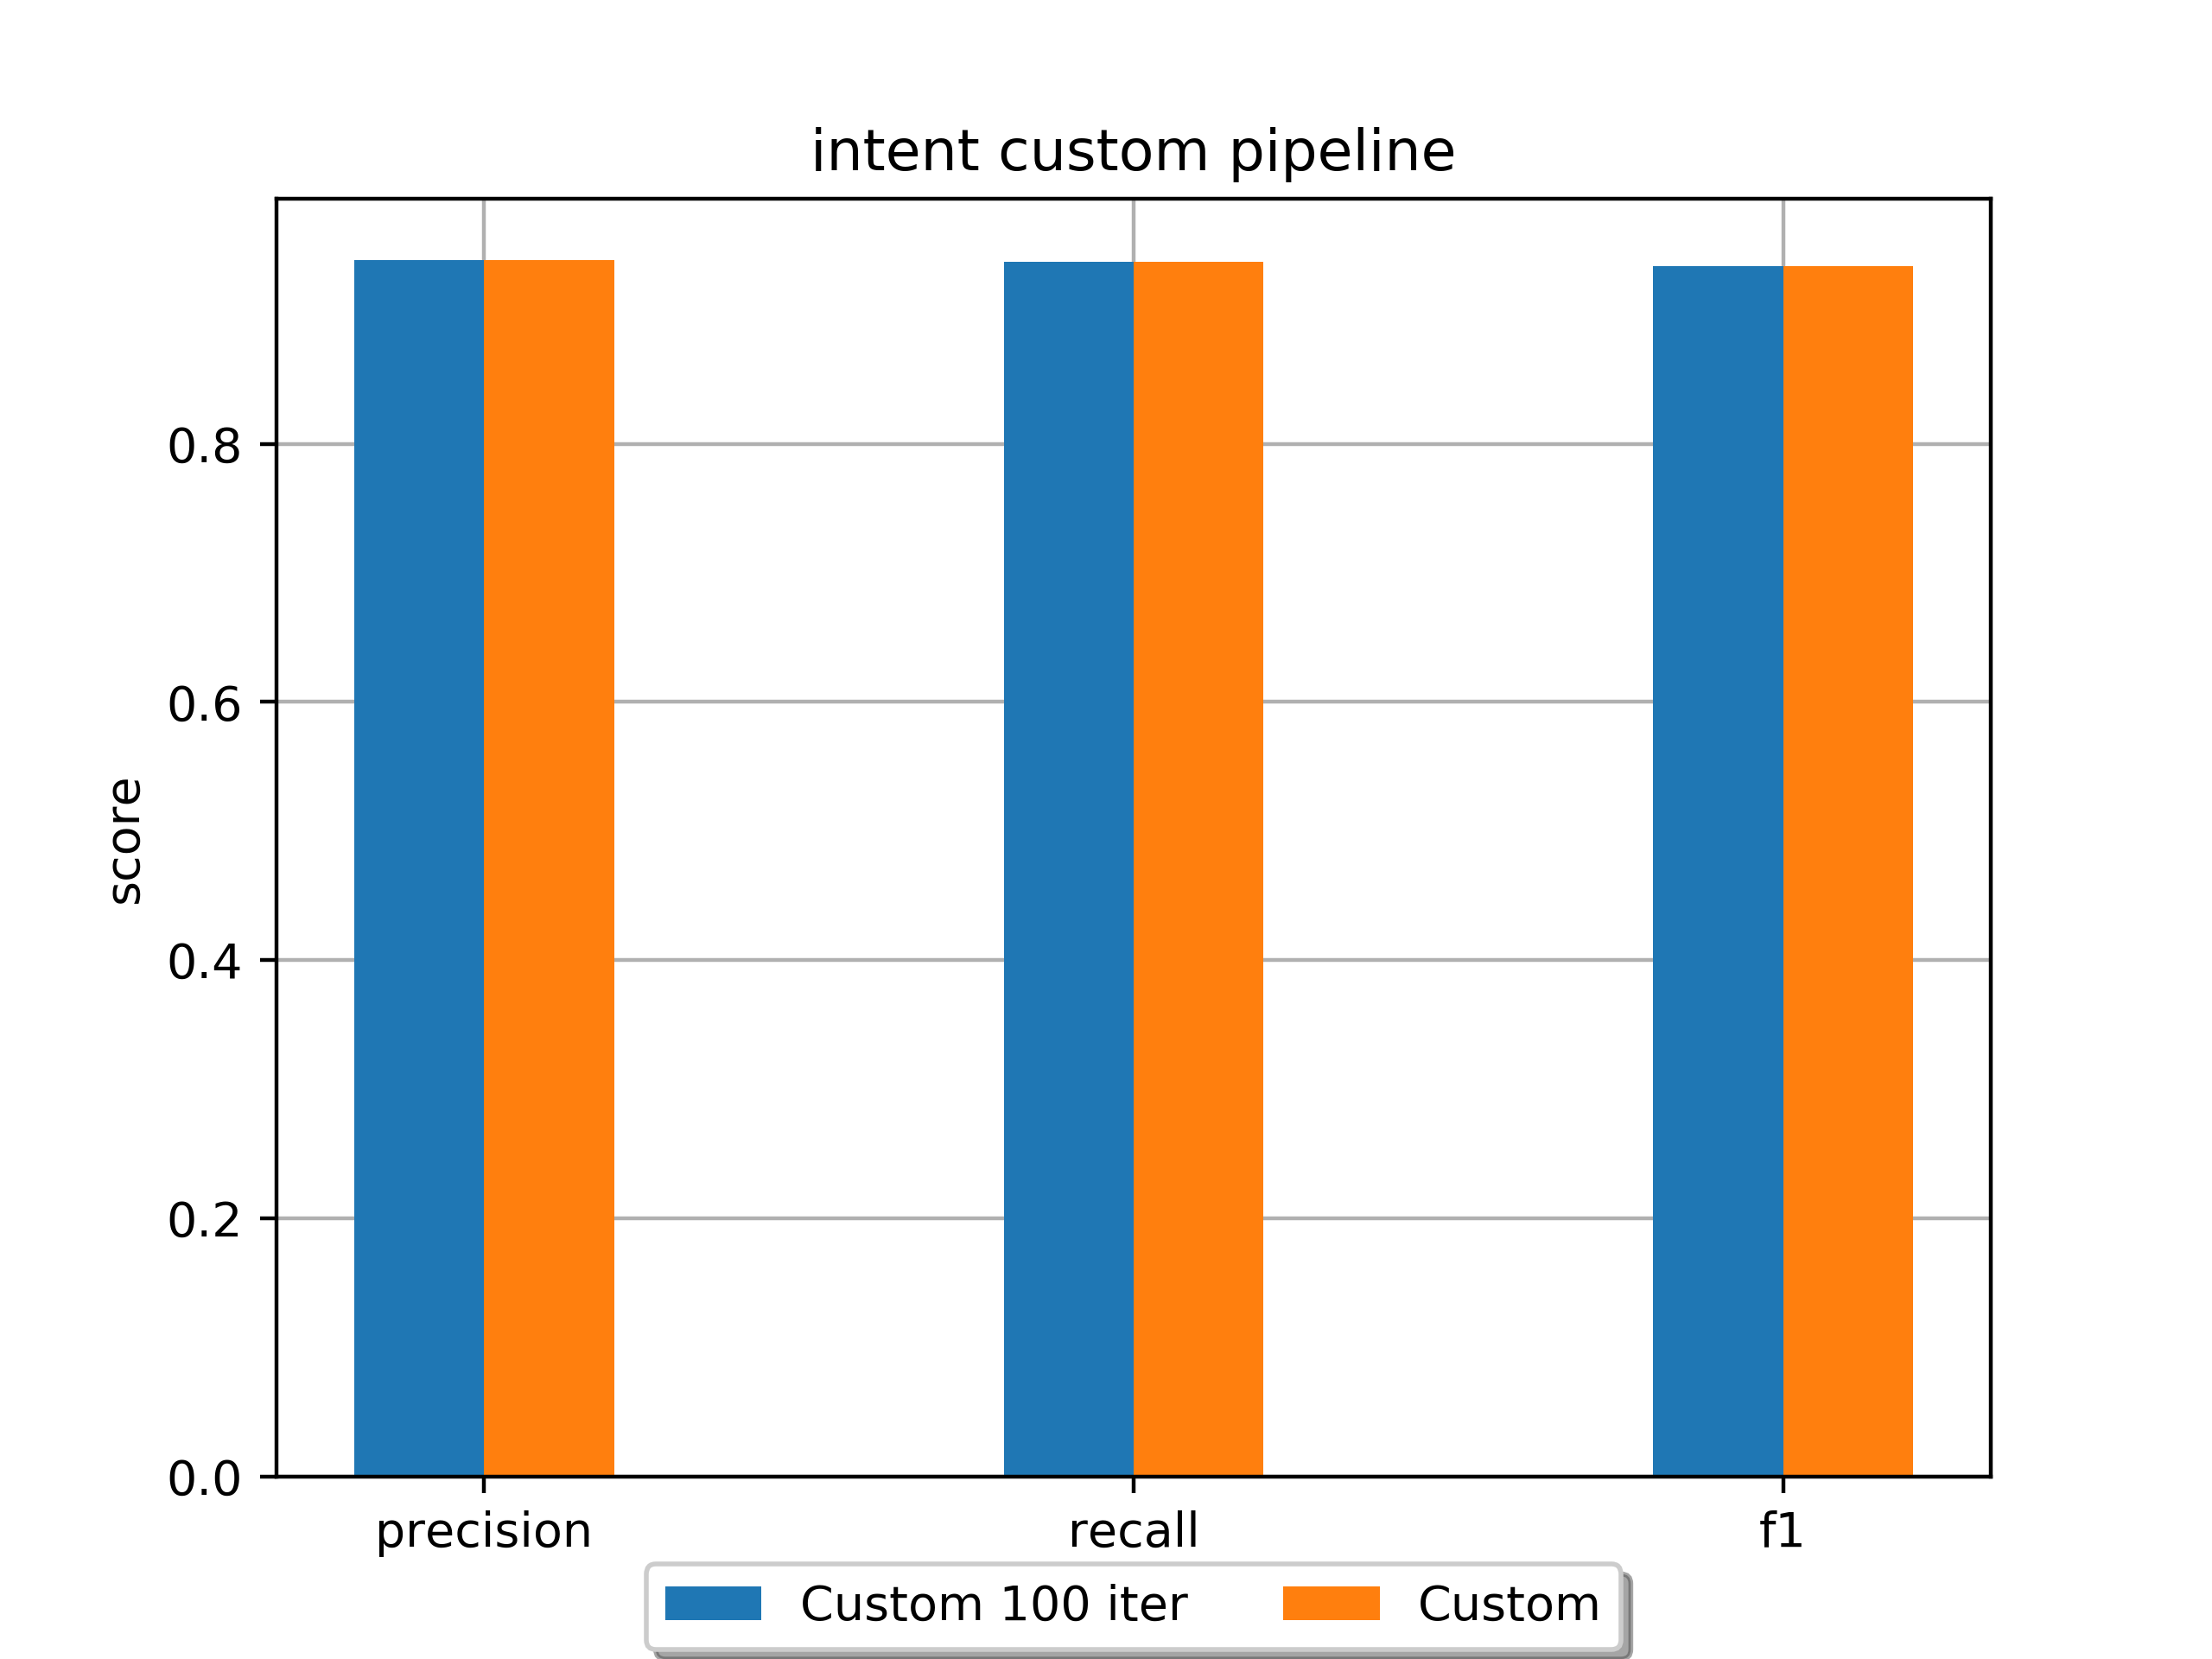 intent custom pipeline
0.8
0.6
score
0.4
0.2
0.0
precision recall f1
Custom 100 iter Custom